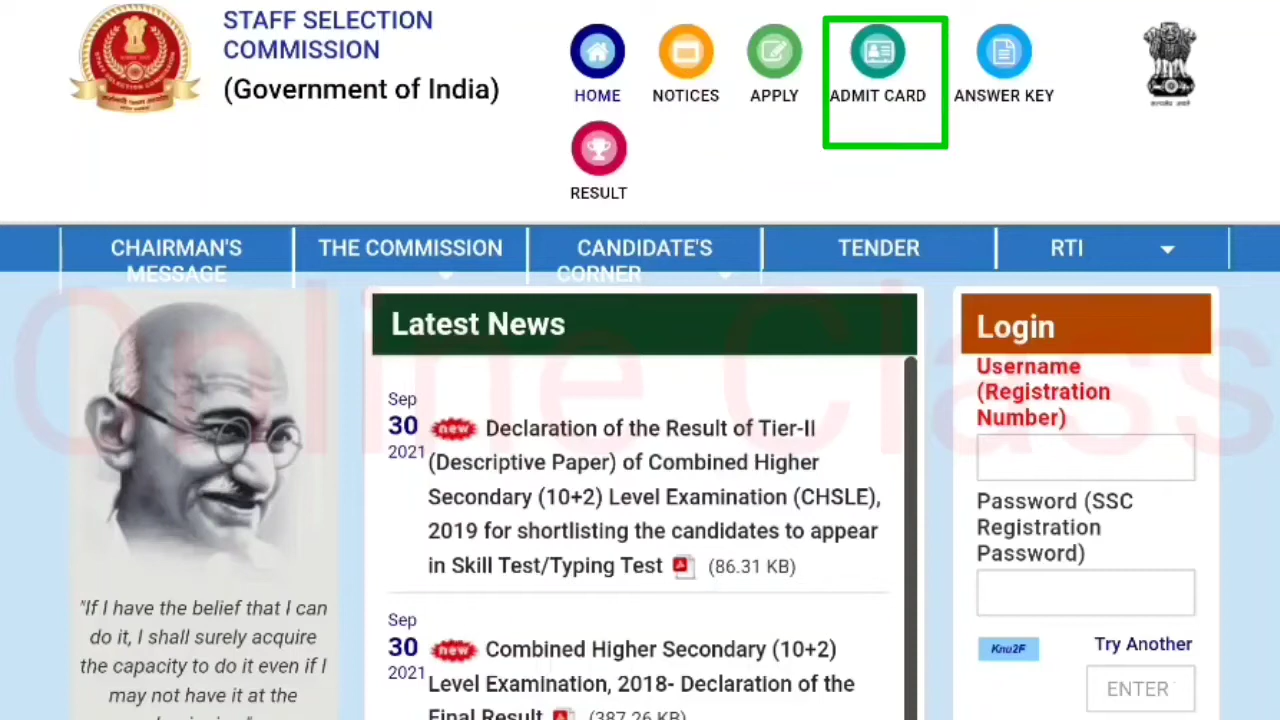 STAFF SELECTION
COMMISSION
(Government of India)
HOME
NOTICES
APPLY
ADMIT CARD
ANSWER KEY
RESULT
CHAIRMAN'S
MESSAGE
THE COMMISSION
CANDIDATE'S
CORNER
TENDER
RTI
Online Class
"If I have the belief that I can
do it, I shall surely acquire
the capacity to do it even if I
may not have it at the
Latest News
Sep
30
2021
new Declaration of the Result of Tier-II
(Descriptive Paper) of Combined Higher
Secondary (10+2) Level Examination (CHSLE),
2019 for shortlisting the candidates to appear
in Skill Test/Typing Test (86.31 KB)
Sep
30
2021
new Combined Higher Secondary (10+2)
Level Examination, 2018- Declaration of the
Final Result (387.26 KB)
Login
Username
(Registration
Number)
Password (SSC
Registration
Password)
Knu2F
Try Another
ENTER